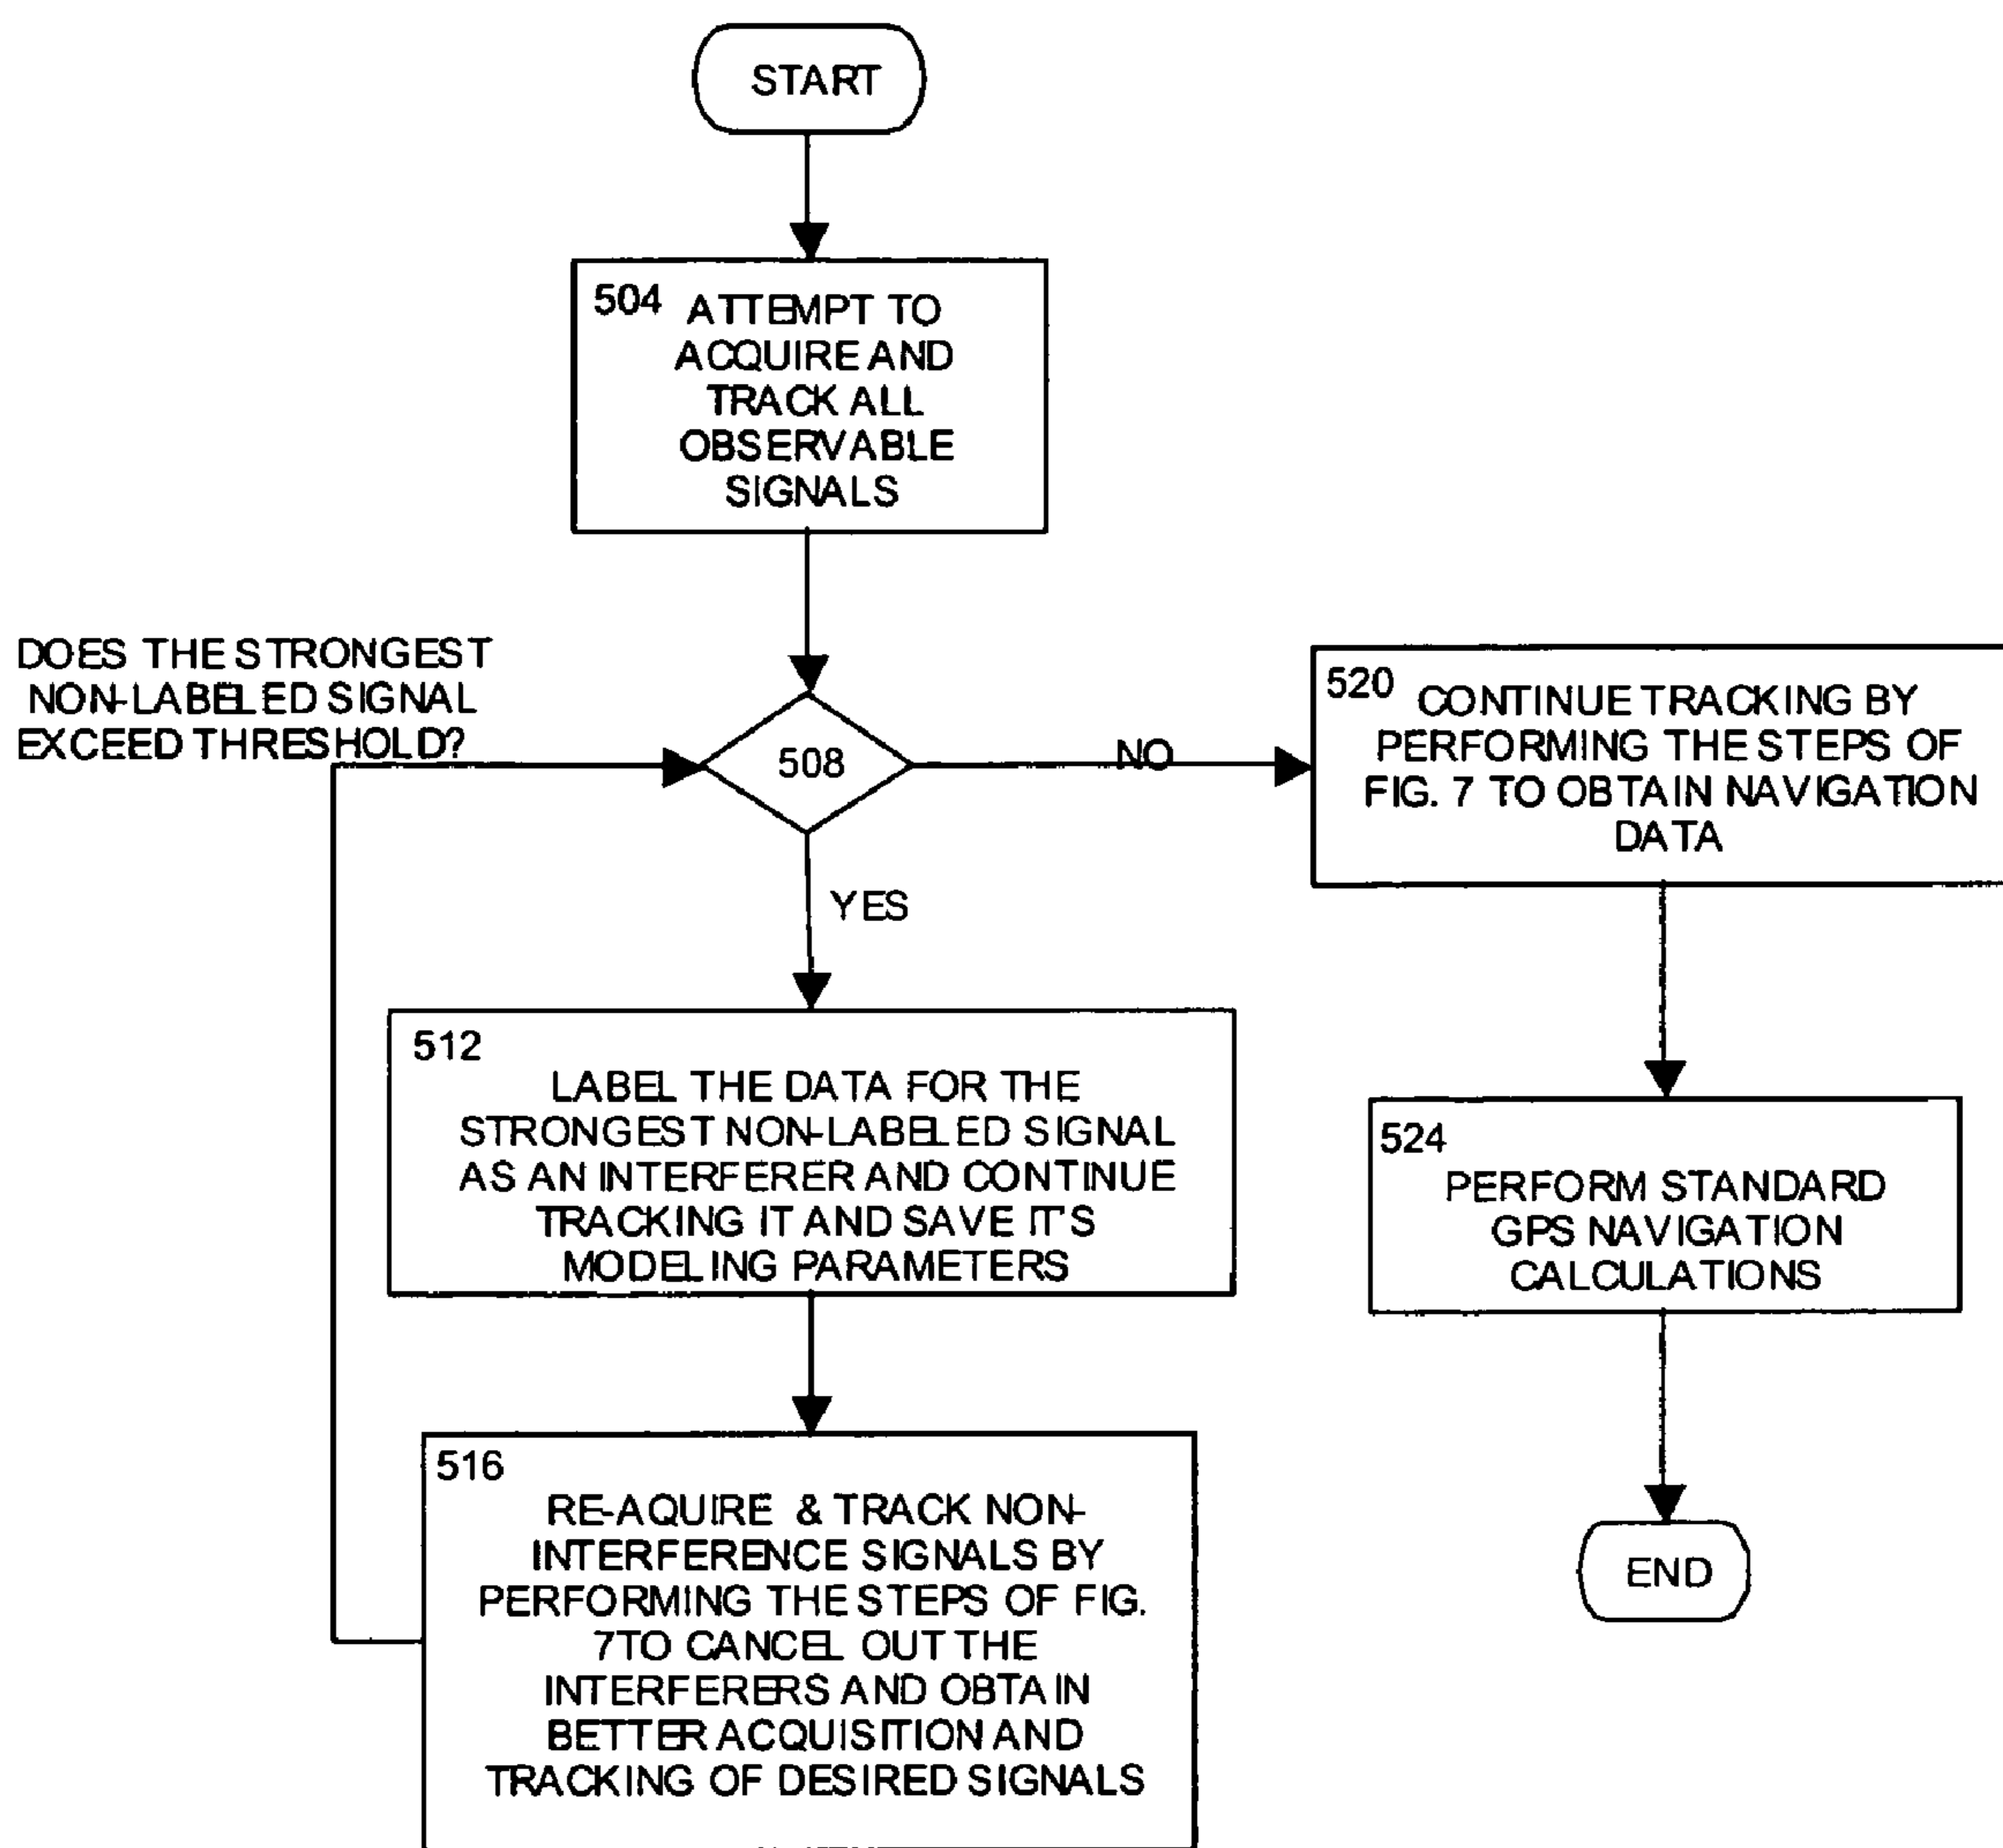 START
504
ATTEMPT TO
ACQUIRE AND
TRACK ALL
OBSERVABLE
SIGNALS
DOES THE STRONGEST
NON-LABELED SIGNAL
EXCEED THRESHOLD?
508
NO
YES
520
CONTINUE TRACKING BY
PERFORMING THE STEPS OF
FIG. 7 TO OBTAIN NAVIGATION
DATA
512
LABEL THE DATA FOR THE
STRONGEST NON-LABELED SIGNAL
AS AN INTERFERER AND CONTINUE
TRACKING IT AND SAVE IT'S
MODELING PARAMETERS
524
PERFORM STANDARD
GPS NAVIGATION
CALCULATIONS
516
RE-AQUIRE & TRACK NON-
INTERFERENCE SIGNALS BY
PERFORMING THE STEPS OF FIG.
7TO CANCEL OUT THE
INTERFERERS AND OBTAIN
BETTER ACQUISITION AND
TRACKING OF DESIRED SIGNALS
END